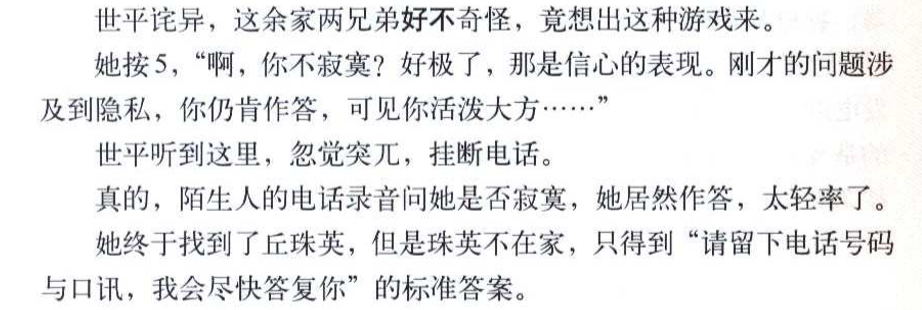 世平诧异，这余家两兄弟好不奇怪，竟想出这种游戏来。
她按5，“啊，你不寂寞？好极了，那是信心的表现。刚才的问题涉
及到隐私，你仍肯作答，可见你活泼大方……”
世平听到这里，忽觉突兀，挂断电话。
真的，陌生人的电话录音问她是否寂寞，她居然作答，太轻率了。
她终于找到了丘珠英，但是珠英不在家，只得到“请留下电话号码
与口讯，我会尽快答复你”的标准答案。